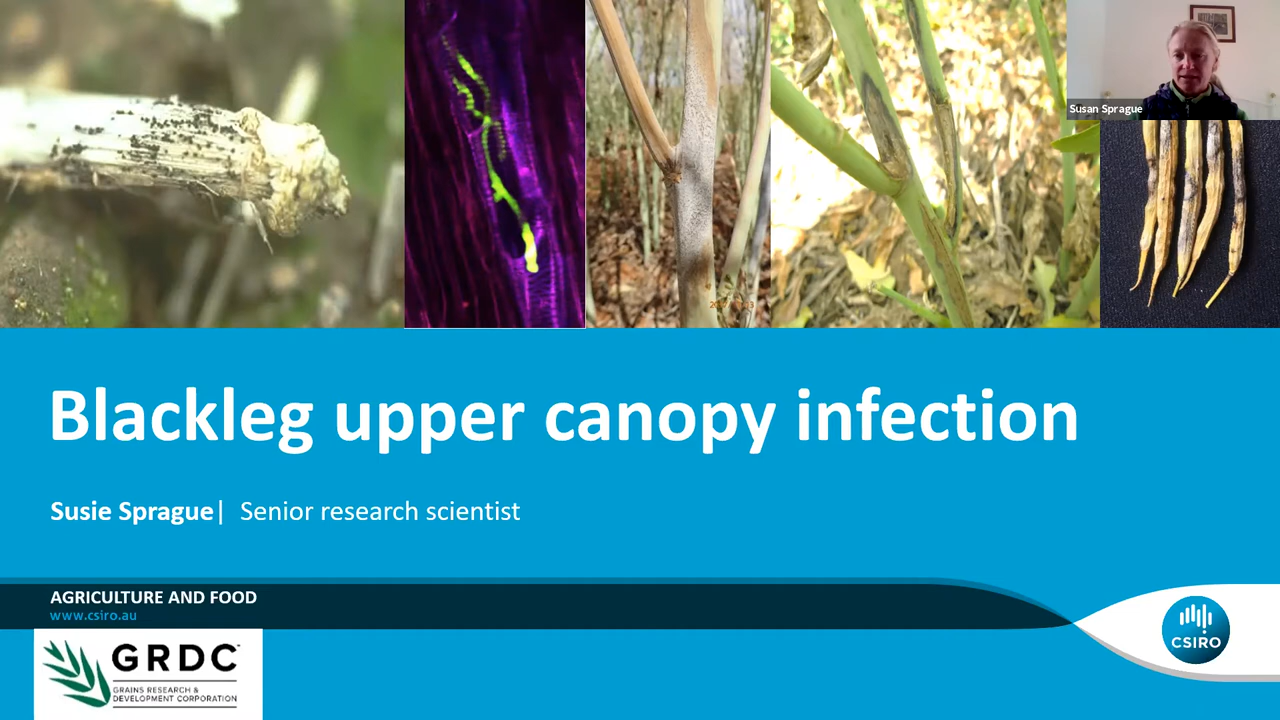 Susan Sprague
Blackleg upper canopy infection
Susie Sprague| Senior research scientist
AGRICULTURE AND FOOD
www.csiro.au
GRDC
GRAINS RESEARCH &
DEVELOPMENT CORPORATION
CSIRO